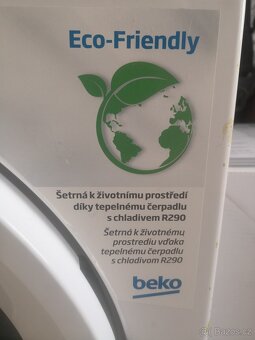 Eco-Friendly
Šetrná k životnímu prostředí
díky tepelnému čerpadlu
s chladivem R290
Šetrná k životnému
prostrediu vďaka
tepelnému čerpadlu
s chladivom R290
beko